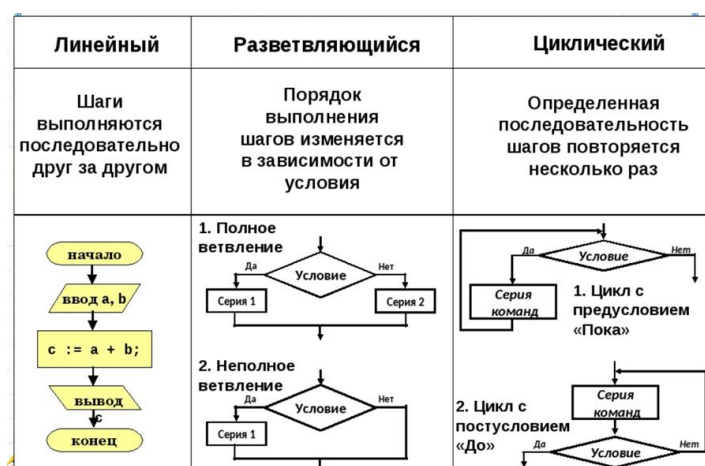 Линейный
Разветвляющийся
Циклический
Шаги
выполняются
последовательно
друг за другом
Порядок
выполнения
шагов изменяется
в зависимости от
условия
Определенная
последовательность
шагов повторяется
несколько раз
начало
ввод a, b
c := a + b;
вывод
c
конец
1. Полное
ветвление
Да
Условие
Нет
Серия 1
Серия 2
2. Неполное
ветвление
Да
Условие
Нет
Серия 1
Да
Условие
Нет
Серия
команд
1. Цикл с
предусловием
«Пока»
Серия
команд
2. Цикл с
постусловием
«До»
Да
Условие
Нет